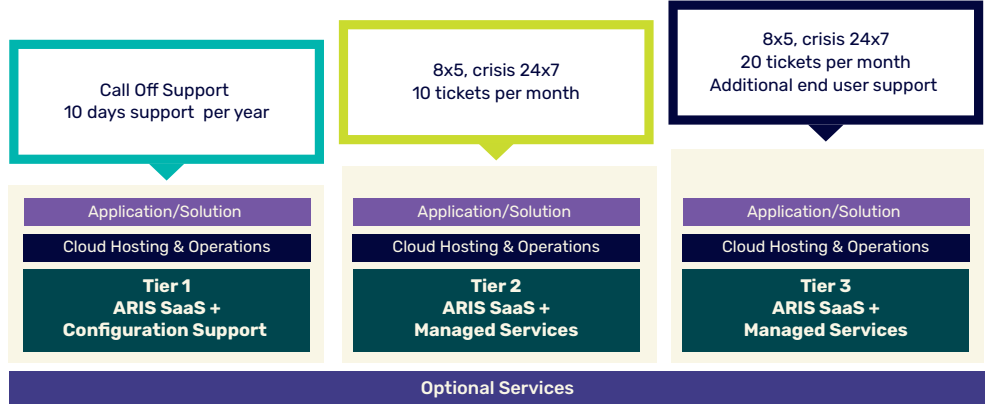 Call Off Support
10 days support per year
8x5, crisis 24x7
10 tickets per month
8x5, crisis 24x7
20 tickets per month
Additional end user support
Application/Solution
Cloud Hosting & Operations
Tier 1
ARIS SaaS +
Configuration Support
Application/Solution
Cloud Hosting & Operations
Tier 2
ARIS SaaS +
Managed Services
Application/Solution
Cloud Hosting & Operations
Tier 3
ARIS SaaS +
Managed Services
Optional Services